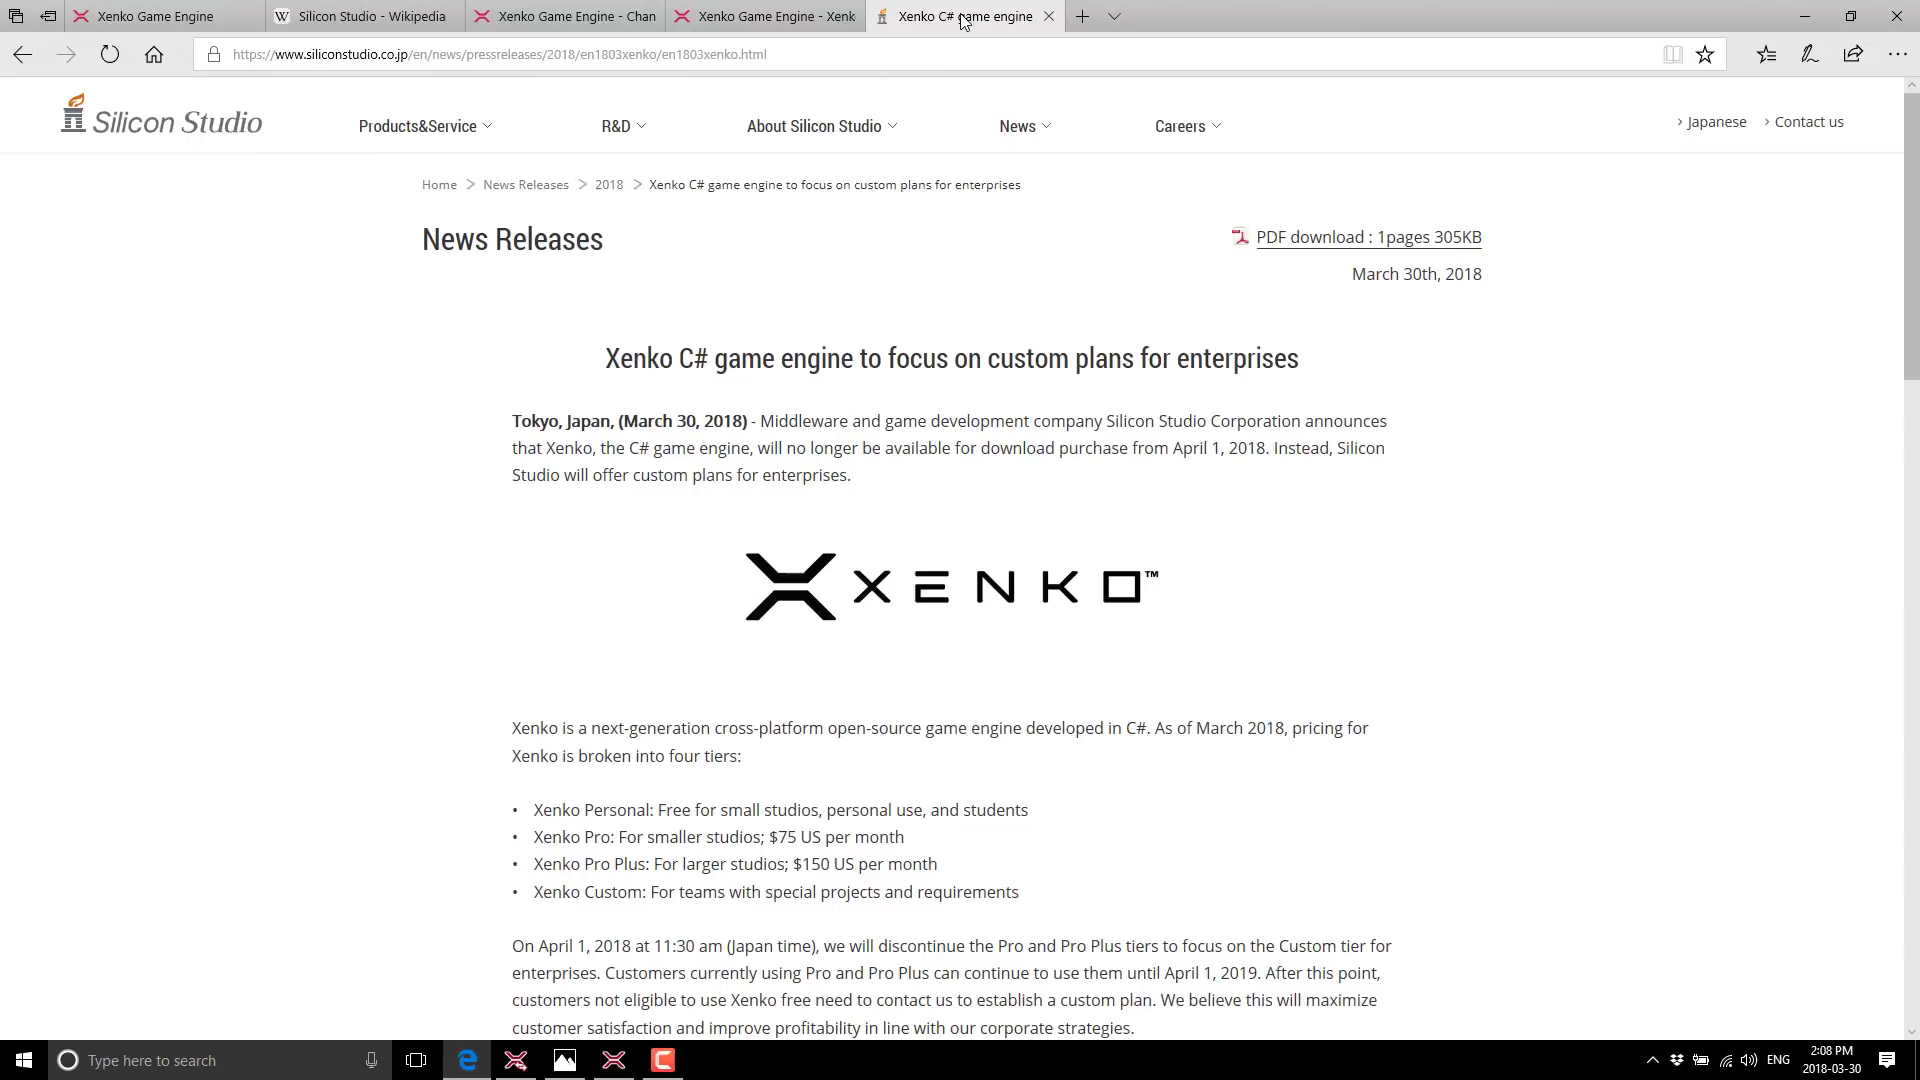 Xenko Game Engine
Silicon Studio - Wikipedia
Xenko Game Engine - Chan
Xenko Game Engine - Xenk
Xenko C# game engine
https://www.siliconstudio.co.jp/en/news/pressreleases/2018/en1803xenko/en1803xenko.html
Silicon Studio
Products&Service
R&D
About Silicon Studio
News
Careers
Japanese
Contact us
Home > News Releases > 2018 > Xenko C# game engine to focus on custom plans for enterprises
News Releases
PDF download : 1pages 305KB
March 30th, 2018
Xenko C# game engine to focus on custom plans for enterprises
Tokyo, Japan, (March 30, 2018) - Middleware and game development company Silicon Studio Corporation announces
that Xenko, the C# game engine, will no longer be available for download purchase from April 1, 2018. Instead, Silicon
Studio will offer custom plans for enterprises.
XENKO™
Xenko is a next-generation cross-platform open-source game engine developed in C#. As of March 2018, pricing for
Xenko is broken into four tiers:
• Xenko Personal: Free for small studios, personal use, and students
• Xenko Pro: For smaller studios; $75 US per month
• Xenko Pro Plus: For larger studios; $150 US per month
• Xenko Custom: For teams with special projects and requirements
On April 1, 2018 at 11:30 am (Japan time), we will discontinue the Pro and Pro Plus tiers to focus on the Custom tier for
enterprises. Customers currently using Pro and Pro Plus can continue to use them until April 1, 2019. After this point,
customers not eligible to use Xenko free need to contact us to establish a custom plan. We believe this will maximize
customer satisfaction and improve profitability in line with our corporate strategies.
Type here to search
ENG
2:08 PM
2018-03-30